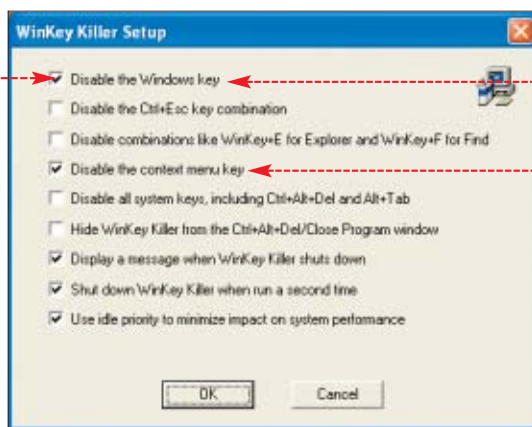 WinKey Killer Setup
Disable the Windows key
Disable the Ctrl+Esc key combination
Disable combinations like WinKey+E for Explorer and WinKey+F for Find
Disable the context menu key
Disable all system keys, including Ctrl+Alt+Del and Alt+Tab
Hide WinKey Killer from the Ctrl+Alt+Del/Close Program window
Display a message when WinKey Killer shuts down
Shut down WinKey Killer when run a second time
Use idle priority to minimize impact on system performance
OK
Cancel